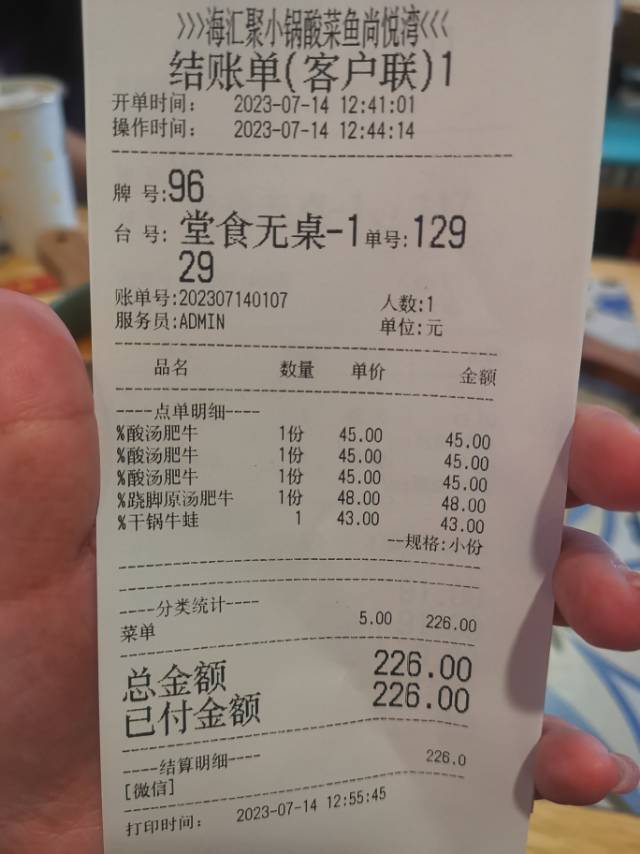 >>>海汇聚小锅酸菜鱼尚悦湾<<<
结账单(客户联)1
开单时间： 2023-07-14 12:41:01
操作时间： 2023-07-14 12:44:14
牌 号:96
台 号: 堂食无桌-1 单号:129
29
账单号:202307140107 人数:1
服务员:ADMIN 单位:元
品名 数量 单价 金额
----点单明细----
%酸汤肥牛 1份 45.00 45.00
%酸汤肥牛 1份 45.00 45.00
%酸汤肥牛 1份 45.00 45.00
%跷脚原汤肥牛 1份 48.00 48.00
%干锅牛蛙 1 43.00 43.00
--规格:小份
----分类统计----
菜单 5.00 226.00
总金额 226.00
已付金额 226.00
----结算明细----
[微信] 226.0
打印时间： 2023-07-14 12:55:45